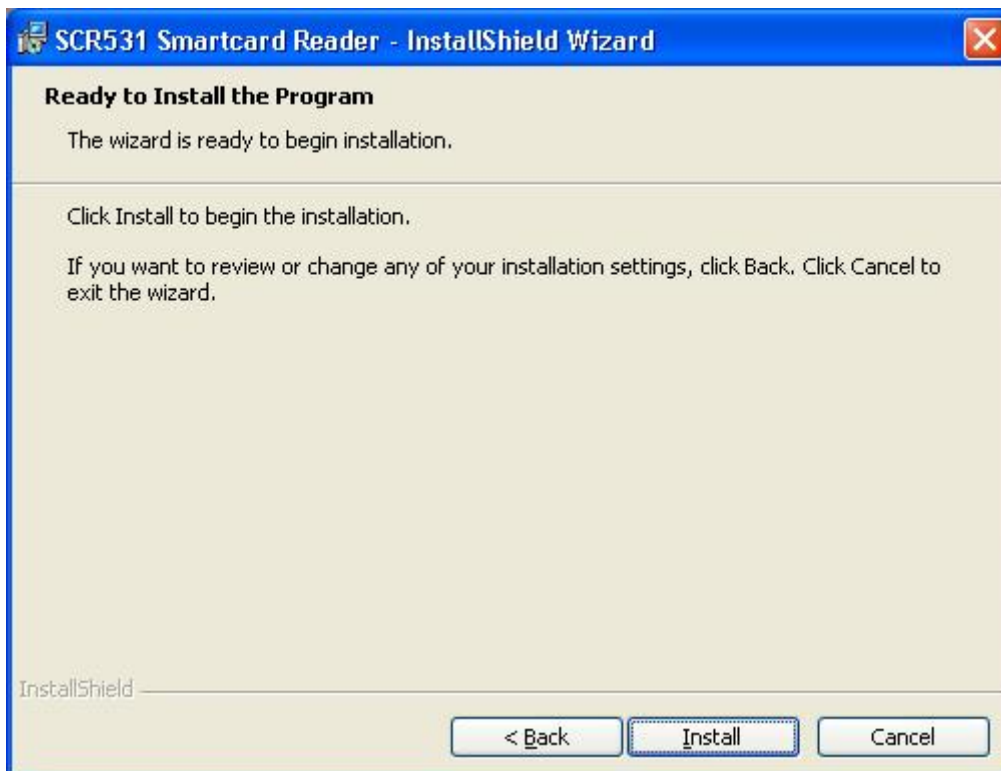 SCR531 Smartcard Reader - InstallShield Wizard
Ready to Install the Program
The wizard is ready to begin installation.
Click Install to begin the installation.
If you want to review or change any of your installation settings, click Back. Click Cancel to
exit the wizard.
InstallShield
< Back
Install
Cancel